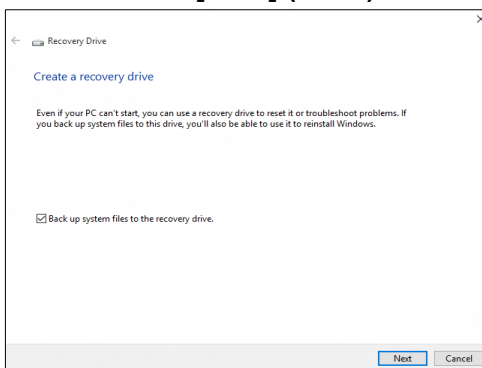 Recovery Drive
Create a recovery drive
Even if your PC can't start, you can use a recovery drive to reset it or troubleshoot problems. If
you back up system files to this drive, you'll also be able to use it to reinstall Windows.
Back up system files to the recovery drive.
Next Cancel